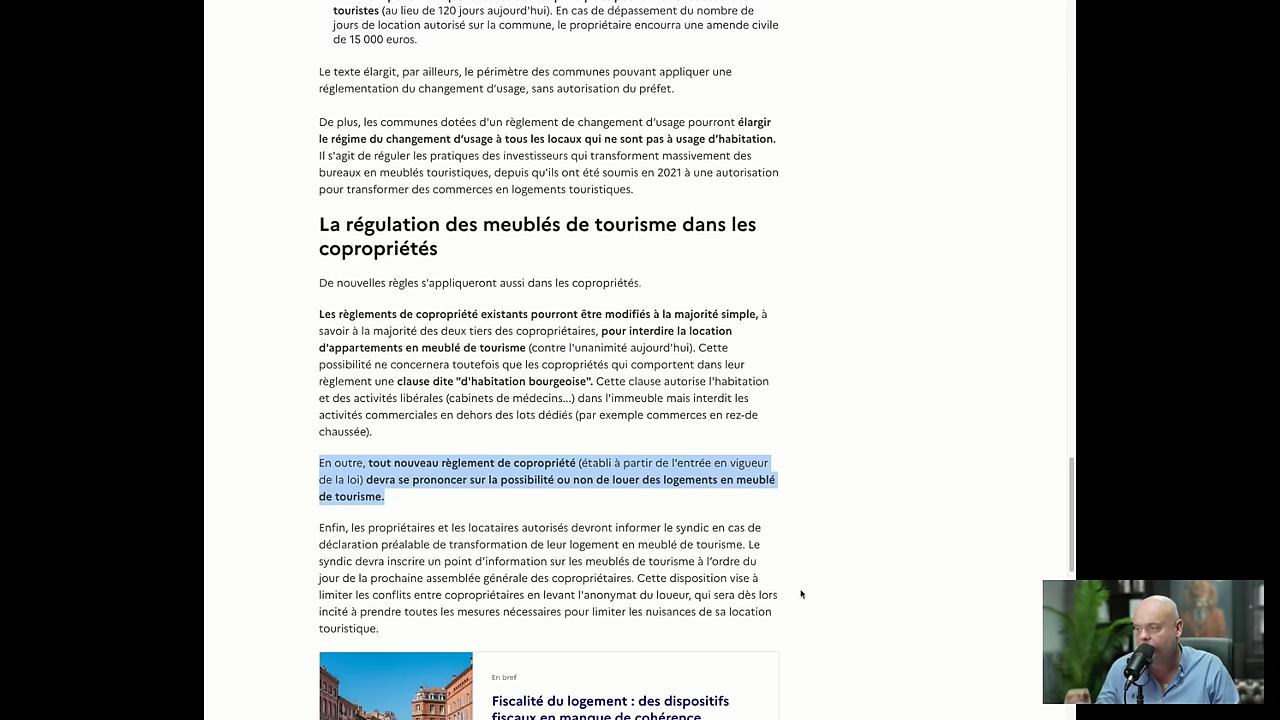 touristes (au lieu de 120 jours aujourd'hui). En cas de dépassement du nombre de
jours de location autorisé sur la commune, le propriétaire encourra une amende civile
de 15 000 euros.
Le texte élargit, par ailleurs, le périmètre des communes pouvant appliquer une
réglementation du changement d’usage, sans autorisation du préfet.
De plus, les communes dotées d'un règlement de changement d’usage pourront élargir
le régime du changement d’usage à tous les locaux qui ne sont pas à usage d’habitation.
Il s'agit de réguler les pratiques des investisseurs qui transforment massivement des
bureaux en meublés touristiques, depuis qu'ils ont été soumis en 2021 à une autorisation
pour transformer des commerces en logements touristiques.
La régulation des meublés de tourisme dans les
copropriétés
De nouvelles règles s'appliqueront aussi dans les copropriétés.
Les règlements de copropriété existants pourront être modifiés à la majorité simple, à
savoir à la majorité des deux tiers des copropriétaires, pour interdire la location
d'appartements en meublé de tourisme (contre l'unanimité aujourd'hui). Cette
possibilité ne concernera toutefois que les copropriétés qui comportent dans leur
règlement une clause dite "d'habitation bourgeoise". Cette clause autorise l'habitation
et des activités libérales (cabinets de médecins...) dans l'immeuble mais interdit les
activités commerciales en dehors des lots dédiés (par exemple commerces en rez-de
chaussée).
En outre, tout nouveau règlement de copropriété (établi à partir de l'entrée en vigueur
de la loi) devra se prononcer sur la possibilité ou non de louer des logements en meublé
de tourisme.
Enfin, les propriétaires et les locataires autorisés devront informer le syndic en cas de
déclaration préalable de transformation de leur logement en meublé de tourisme. Le
syndic devra inscrire un point d’information sur les meublés de tourisme à l’ordre du
jour de la prochaine assemblée générale des copropriétaires. Cette disposition vise à
limiter les conflits entre copropriétaires en levant l'anonymat du loueur, qui sera dès lors
incité à prendre toutes les mesures nécessaires pour limiter les nuisances de sa location
touristique.
En bref
Fiscalité du logement : des dispositifs
fiscaux en manque de cohérence